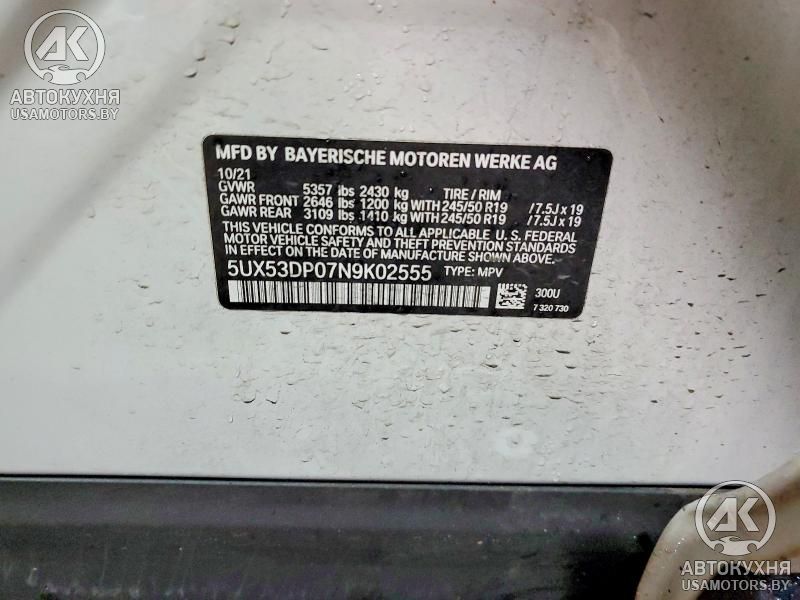 AK
АВТОКУХНЯ
USAMOTORS.BY
MFD BY BAYERISCHE MOTOREN WERKE AG
10/21
GVWR 5357 lbs 2430 kg TIRE / RIM
GAWR FRONT 2646 lbs 1200 kg WITH 245/50 R19 / 7.5J x 19
GAWR REAR 3109 lbs 1410 kg WITH 245/50 R19 / 7.5J x 19
THIS VEHICLE CONFORMS TO ALL APPLICABLE U. S. FEDERAL
MOTOR VEHICLE SAFETY AND THEFT PREVENTION STANDARDS
IN EFFECT ON THE DATE OF MANUFACTURE SHOWN ABOVE.
5UX53DP07N9K02555 TYPE: MPV
300U
7 320 730
AK
АВТОКУХНЯ
USAMOTORS.BY